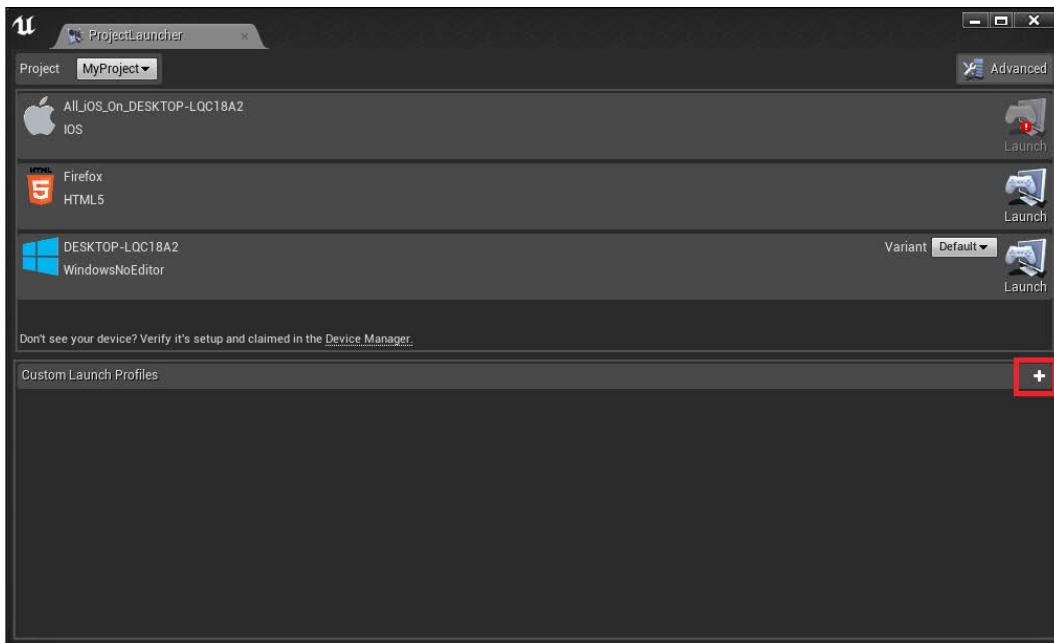 ProjectLauncher
Project MyProject
Advanced
All_iOS_On_DESKTOP-LQC18A2
IOS
Launch
HTML
5
Firefox
HTML5
Launch
DESKTOP-LQC18A2
WindowsNoEditor
Variant Default
Launch
Don't see your device? Verify it's setup and claimed in the Device Manager.
Custom Launch Profiles